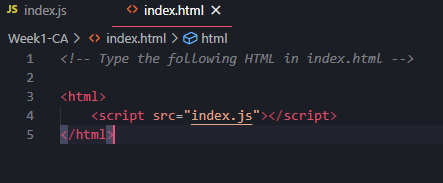 JS index.js
<> index.html ×
Week1-CA > <> index.html > html
1 <!-- Type the following HTML in index.html -->
2
3 <html>
4 <script src="index.js"></script>
5 </html>